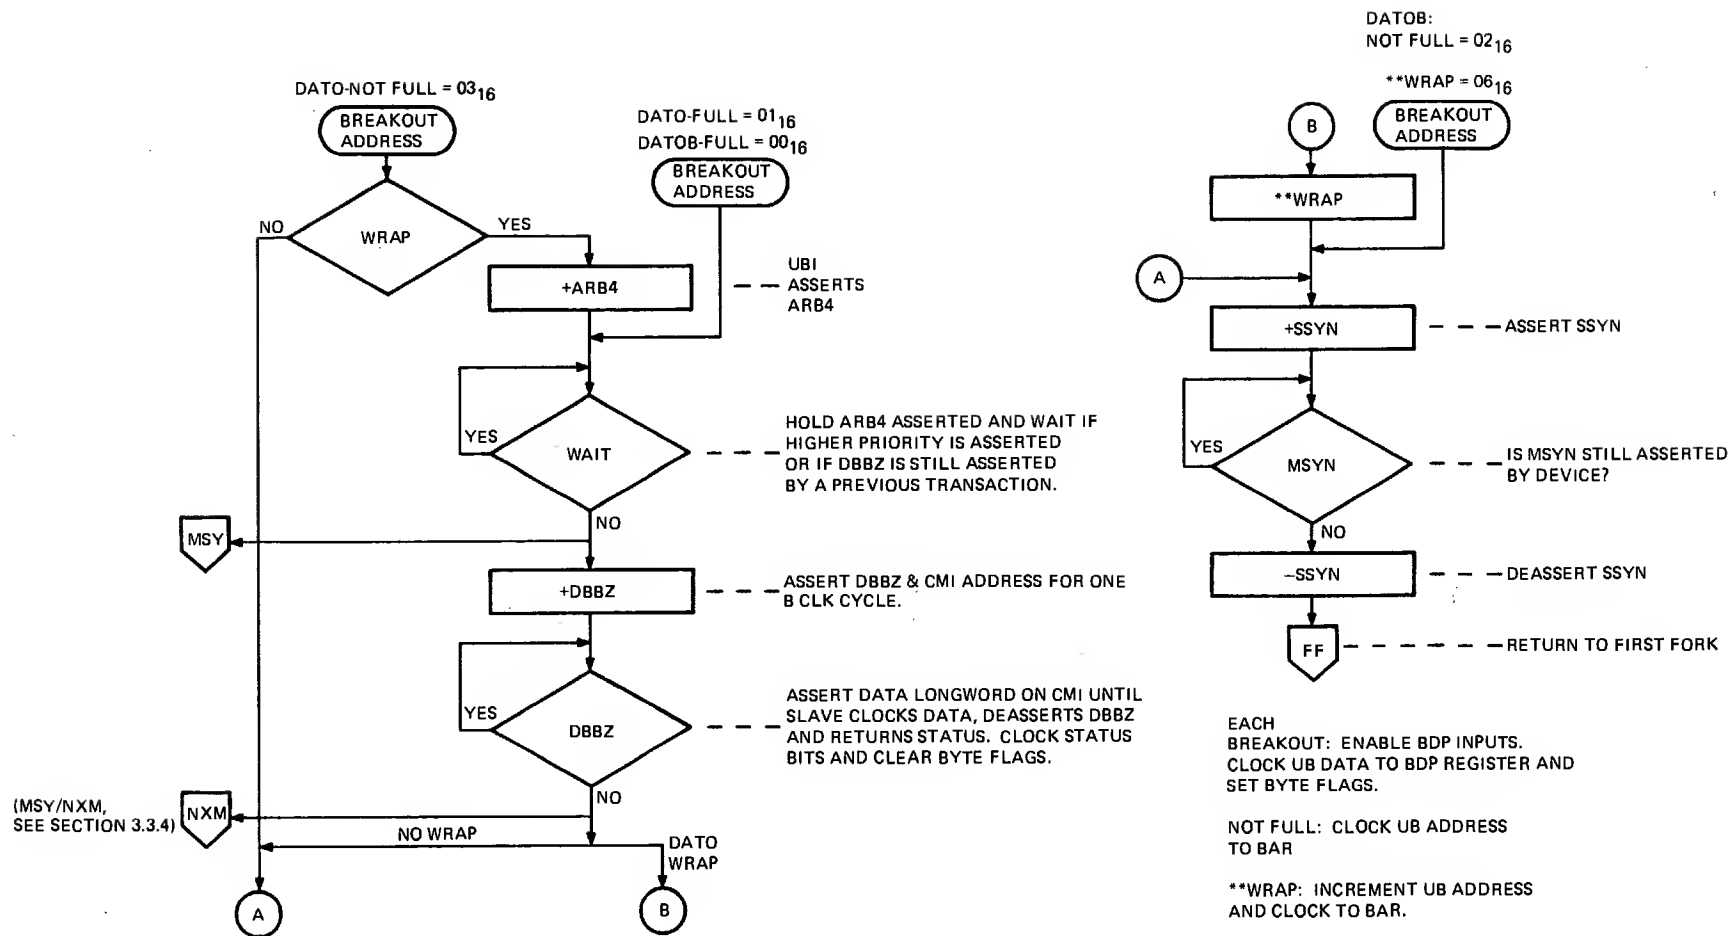 DATO-NOT FULL = 03₁₆
BREAKOUT
ADDRESS
WRAP
NO
YES
DATO-FULL = 01₁₆
DATOB-FULL = 00₁₆
BREAKOUT
ADDRESS
+ARB4
UBI
ASSERTS
ARB4
WAIT
YES
NO
HOLD ARB4 ASSERTED AND WAIT IF
HIGHER PRIORITY IS ASSERTED
OR IF DBBZ IS STILL ASSERTED
BY A PREVIOUS TRANSACTION.
MSY
+DBBZ
ASSERT DBBZ & CMI ADDRESS FOR ONE
B CLK CYCLE.
DBBZ
YES
NO
ASSERT DATA LONGWORD ON CMI UNTIL
SLAVE CLOCKS DATA, DEASSERTS DBBZ
AND RETURNS STATUS. CLOCK STATUS
BITS AND CLEAR BYTE FLAGS.
(MSY/NXM,
SEE SECTION 3.3.4)
NXM
NO WRAP
DATO
WRAP
A
B
DATOB:
NOT FULL = 02₁₆
**WRAP = 06₁₆
BREAKOUT
ADDRESS
B
**WRAP
A
+SSYN
ASSERT SSYN
MSYN
YES
NO
IS MSYN STILL ASSERTED
BY DEVICE?
−SSYN
DEASSERT SSYN
FF
RETURN TO FIRST FORK
EACH
BREAKOUT: ENABLE BDP INPUTS.
CLOCK UB DATA TO BDP REGISTER AND
SET BYTE FLAGS.
NOT FULL: CLOCK UB ADDRESS
TO BAR
**WRAP: INCREMENT UB ADDRESS
AND CLOCK TO BAR.